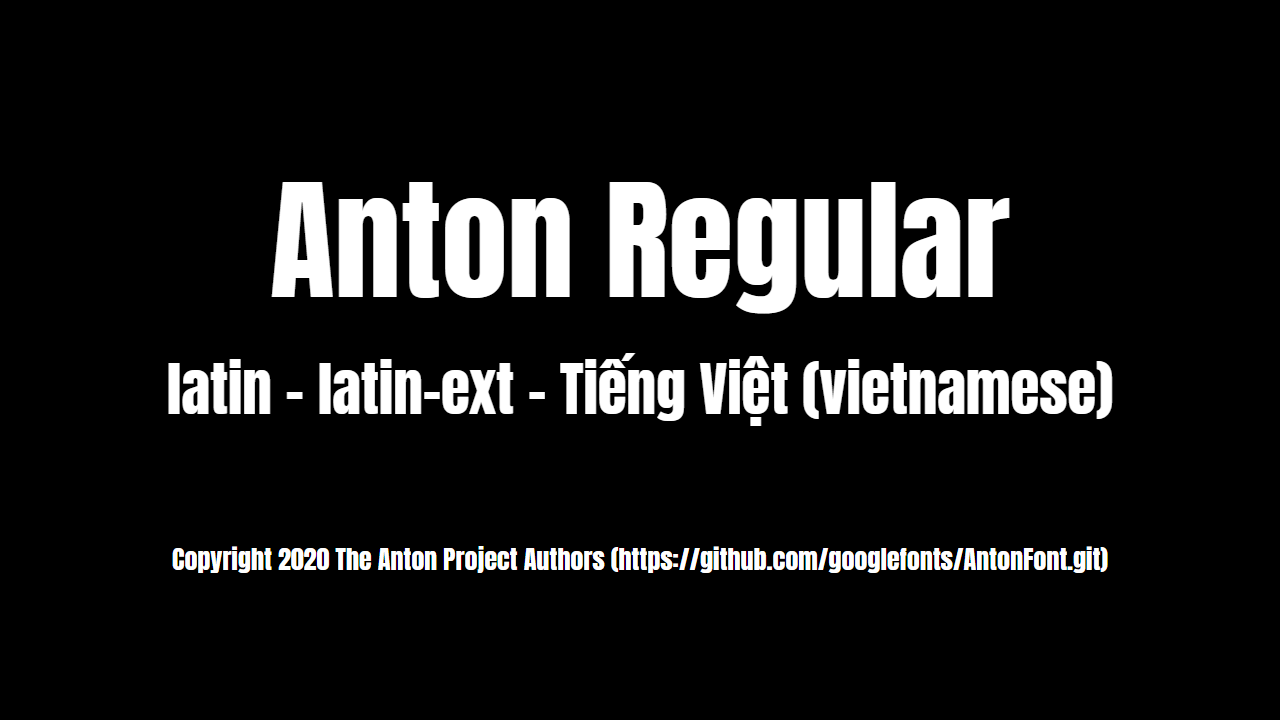 Anton Regular
latin - latin-ext - Tiếng Việt (vietnamese)
Copyright 2020 The Anton Project Authors (https://github.com/googlefonts/AntonFont.git)